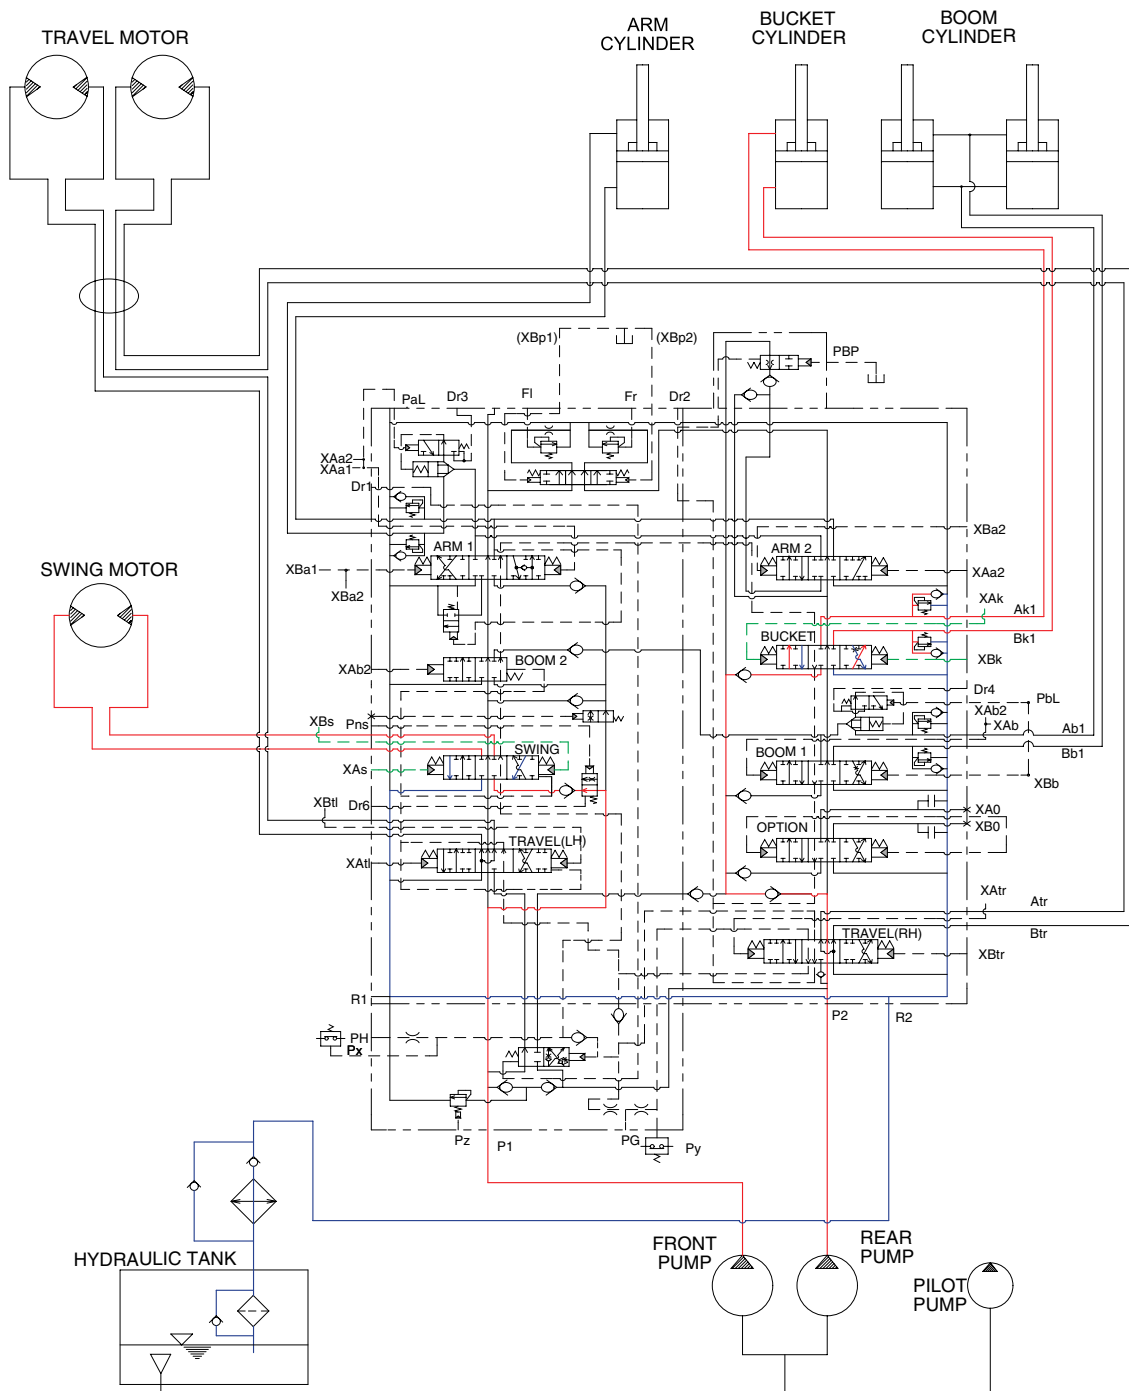 TRAVEL MOTOR
ARM
CYLINDER
BUCKET
CYLINDER
BOOM
CYLINDER
(XBp1)
(XBp2)
PBP
PaL
Dr3
Fl
Fr
Dr2
XAa2
XAa1
Dr1
ARM 1
XBa1
XBa2
ARM 2
XBa2
XAa2
XAk
Ak1
Bk1
BUCKET
XBk
SWING MOTOR
BOOM 2
XAb2
Dr4
PbL
XAb2
XAb
Ab1
Bb1
XBs
Pns
SWING
XAs
BOOM 1
XBb
XBtl
Dr6
XA0
XB0
OPTION
TRAVEL(LH)
XAtl
XAtr
Atr
Btr
TRAVEL(RH)
XBtr
R1
P2
R2
PH
Px
Pz
P1
PG
Py
HYDRAULIC TANK
FRONT
PUMP
REAR
PUMP
PILOT
PUMP